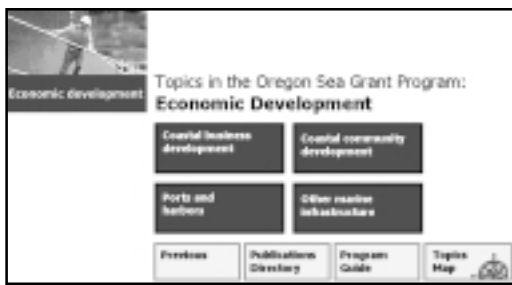 Economic development
Topics in the Oregon Sea Grant Program:
Economic Development
Coastal business
development
Coastal community
development
Ports and
harbors
Other marine
infrastructure
Previous
Publications
Directory
Program
Guide
Topics
Map